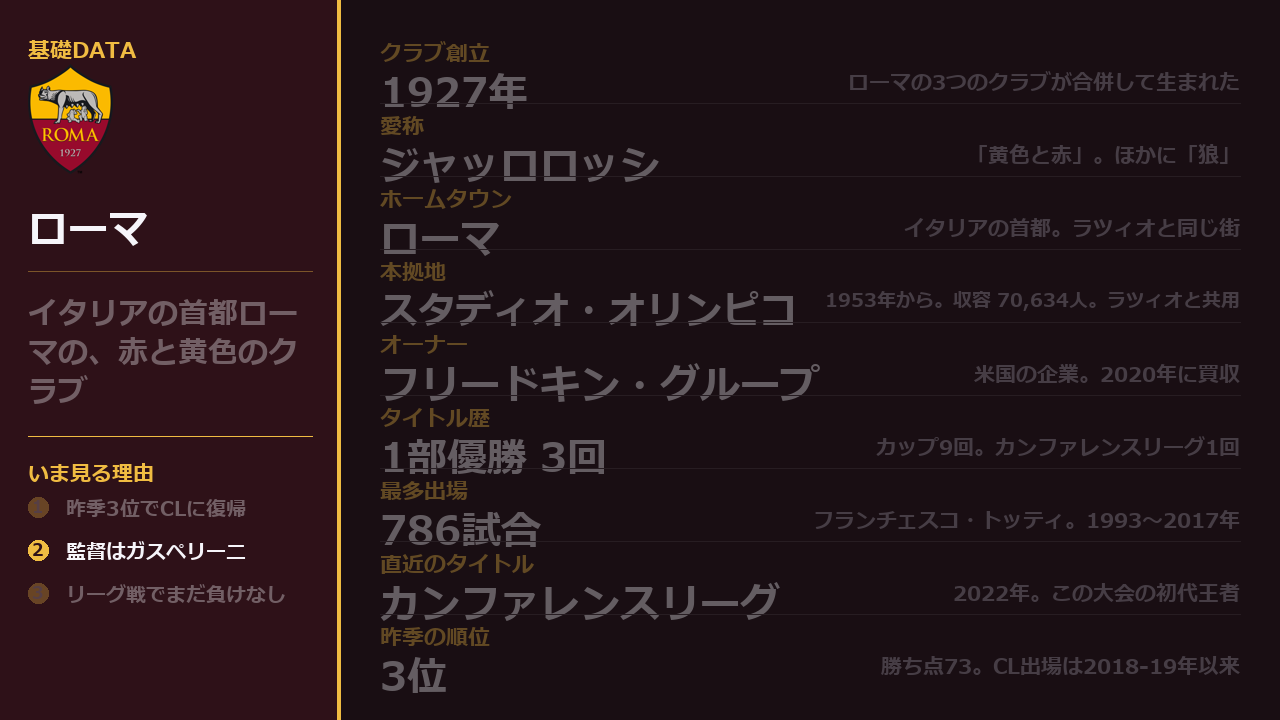 基礎DATA
ROMA
1927
ローマ
イタリアの首都ロー
マの、赤と黄色のク
ラブ
いま見る理由
昨季3位でCLに復帰
2 監督はガスペリーニ
リーグ戦でまだ負けなし
クラブ創立
1927年 ローマの3つのクラブが合併して生まれた
愛称
ジャッロロッシ 「黄色と赤」。ほかに「狼」
ホームタウン
ローマ イタリアの首都。ラツィオと同じ街
本拠地
スタディオ・オリンピコ 1953年から。収容 70,634人。ラツィオと共用
オーナー
フリードキン・グループ 米国の企業。2020年に買収
タイトル歴
1部優勝 3回 カップ9回。カンファレンスリーグ1回
最多出場
786試合 フランチェスコ・トッティ。1993〜2017年
直近のタイトル
カンファレンスリーグ 2022年。この大会の初代王者
昨季の順位
3位 勝ち点73。CL出場は2018-19年以来